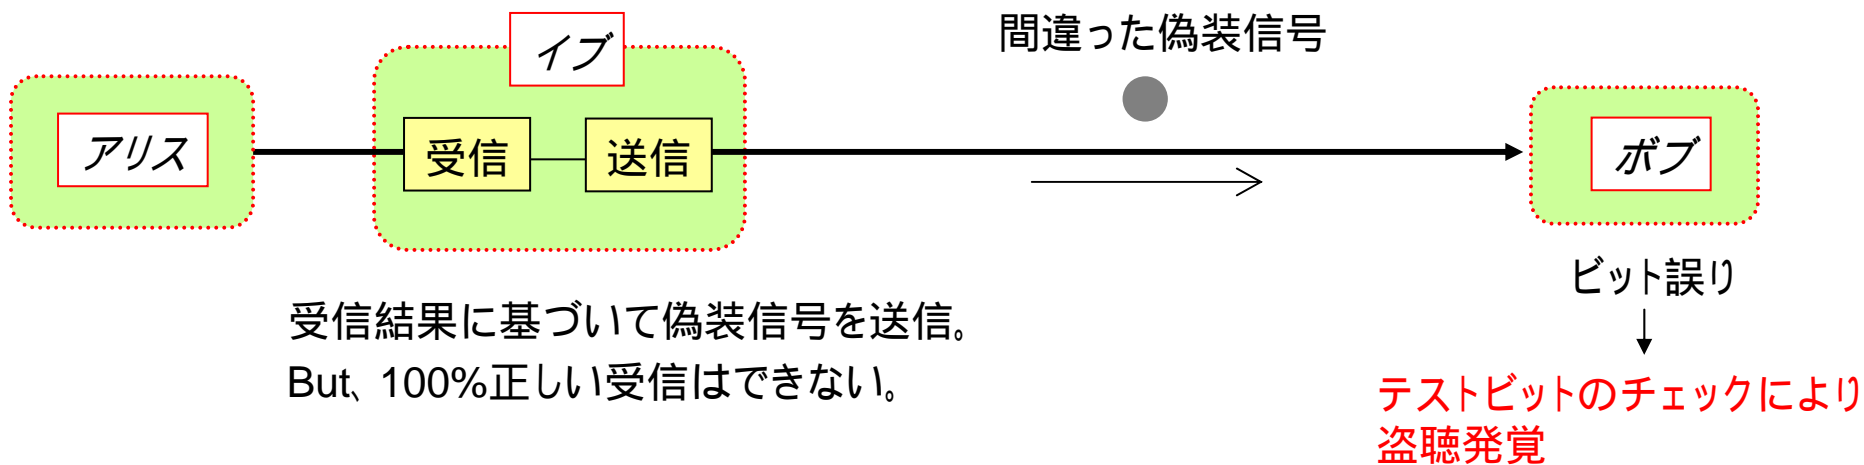 間違った偽装信号
イブ
アリス
受信
送信
ボブ
ビット誤り
受信結果に基づいて偽装信号を送信。
But、100%正しい受信はできない。
テストビットのチェックにより
盗聴発覚